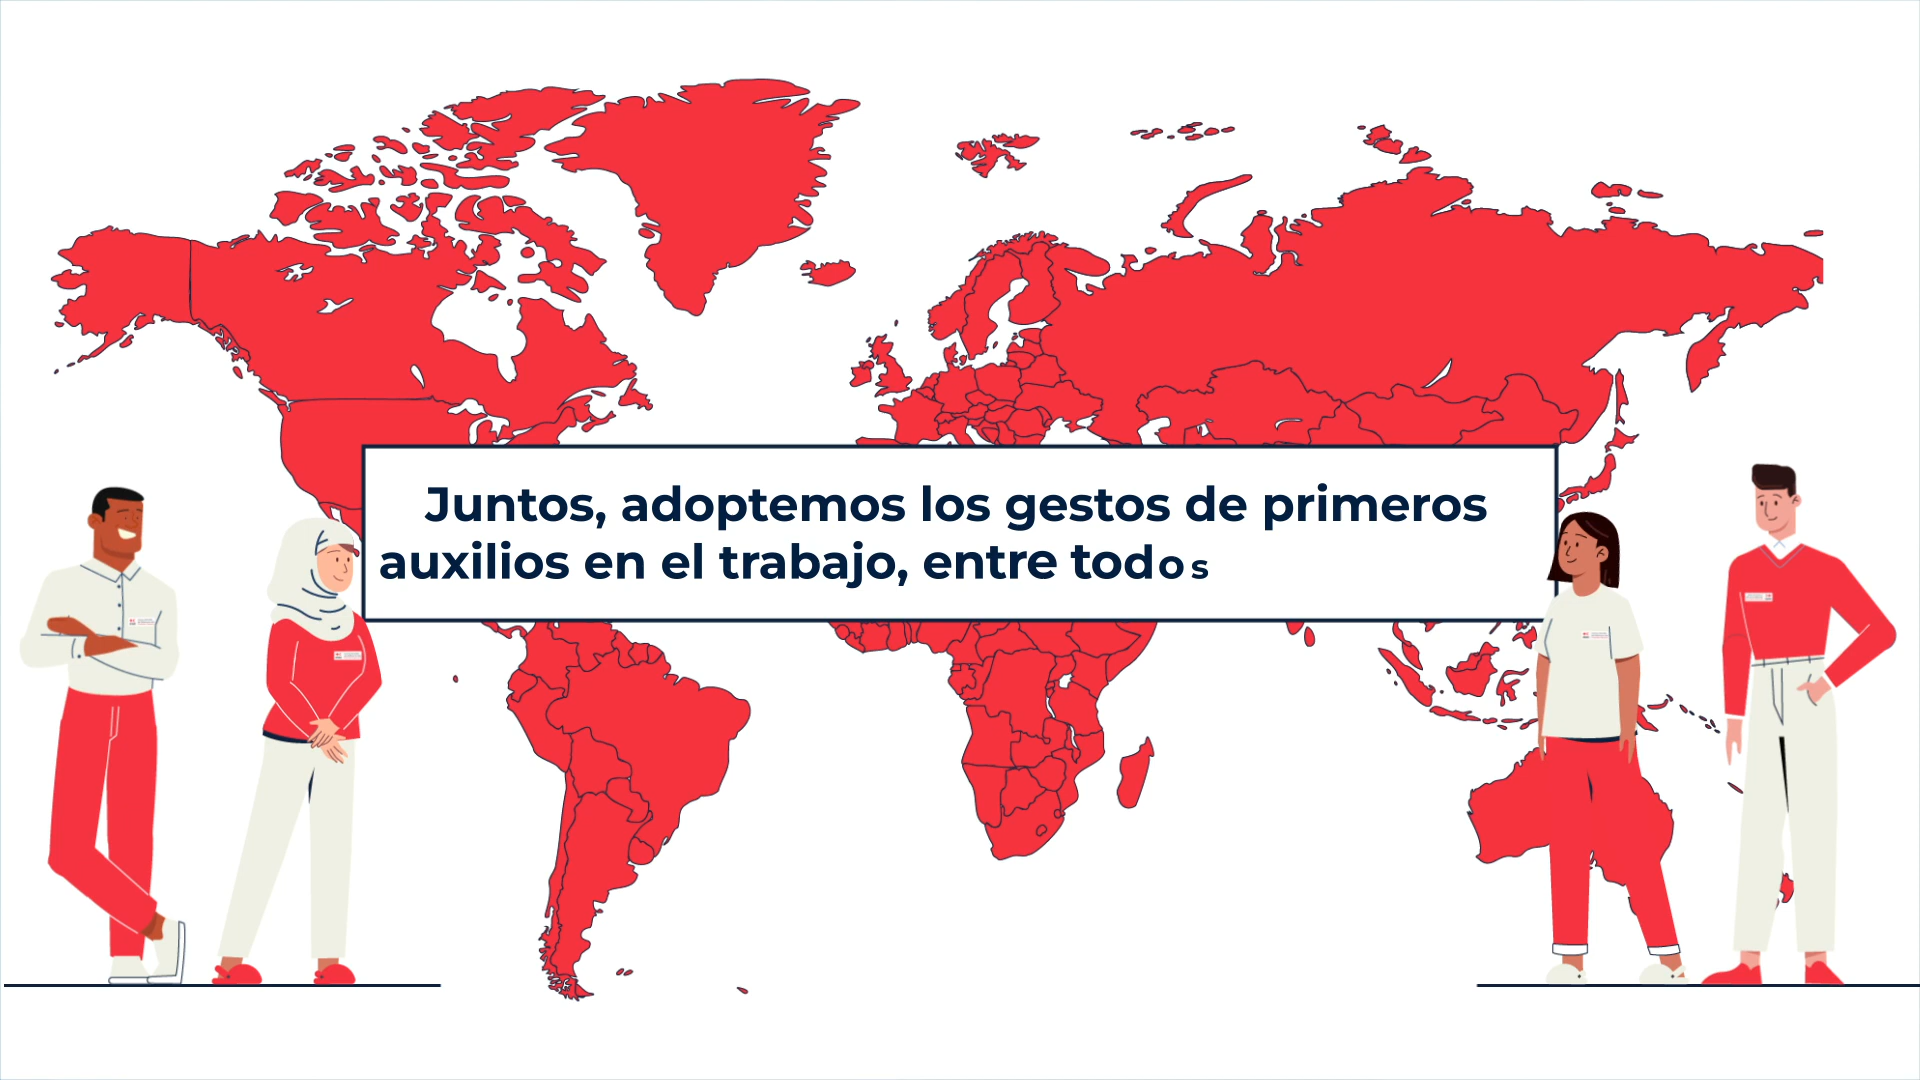 Juntos, adoptemos los gestos de primeros
auxilios en el trabajo, entre todos